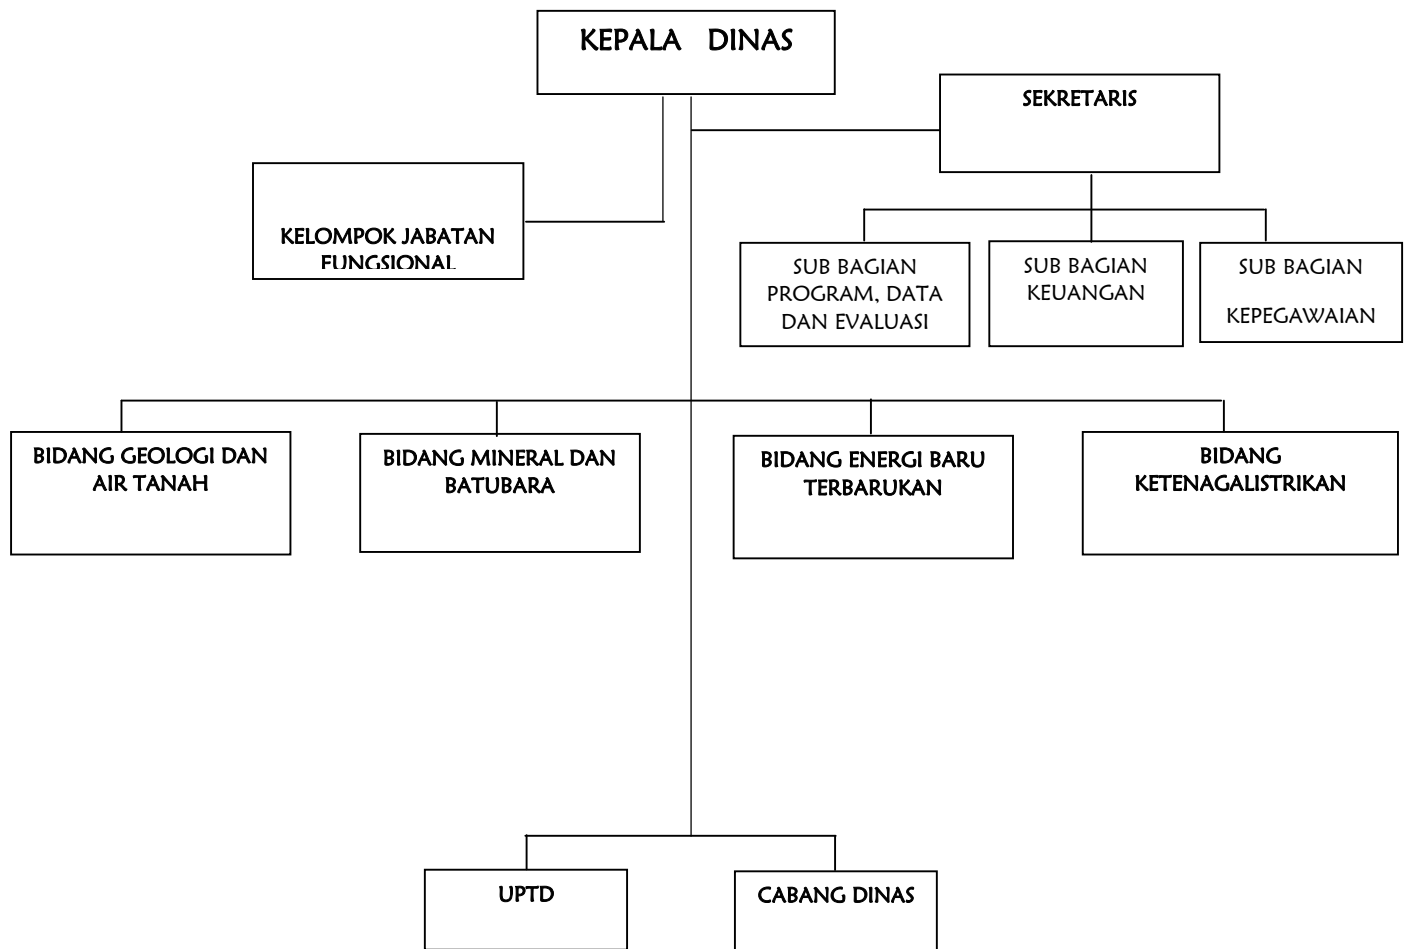 KEPALA DINAS
SEKRETARIS
KELOMPOK JABATAN
FUNGSIONAL
SUB BAGIAN
PROGRAM, DATA
DAN EVALUASI
SUB BAGIAN
KEUANGAN
SUB BAGIAN
KEPEGAWAIAN
BIDANG GEOLOGI DAN
AIR TANAH
BIDANG MINERAL DAN
BATUBARA
BIDANG ENERGI BARU
TERBARUKAN
BIDANG
KETENAGALISTRIKAN
UPTD
CABANG DINAS